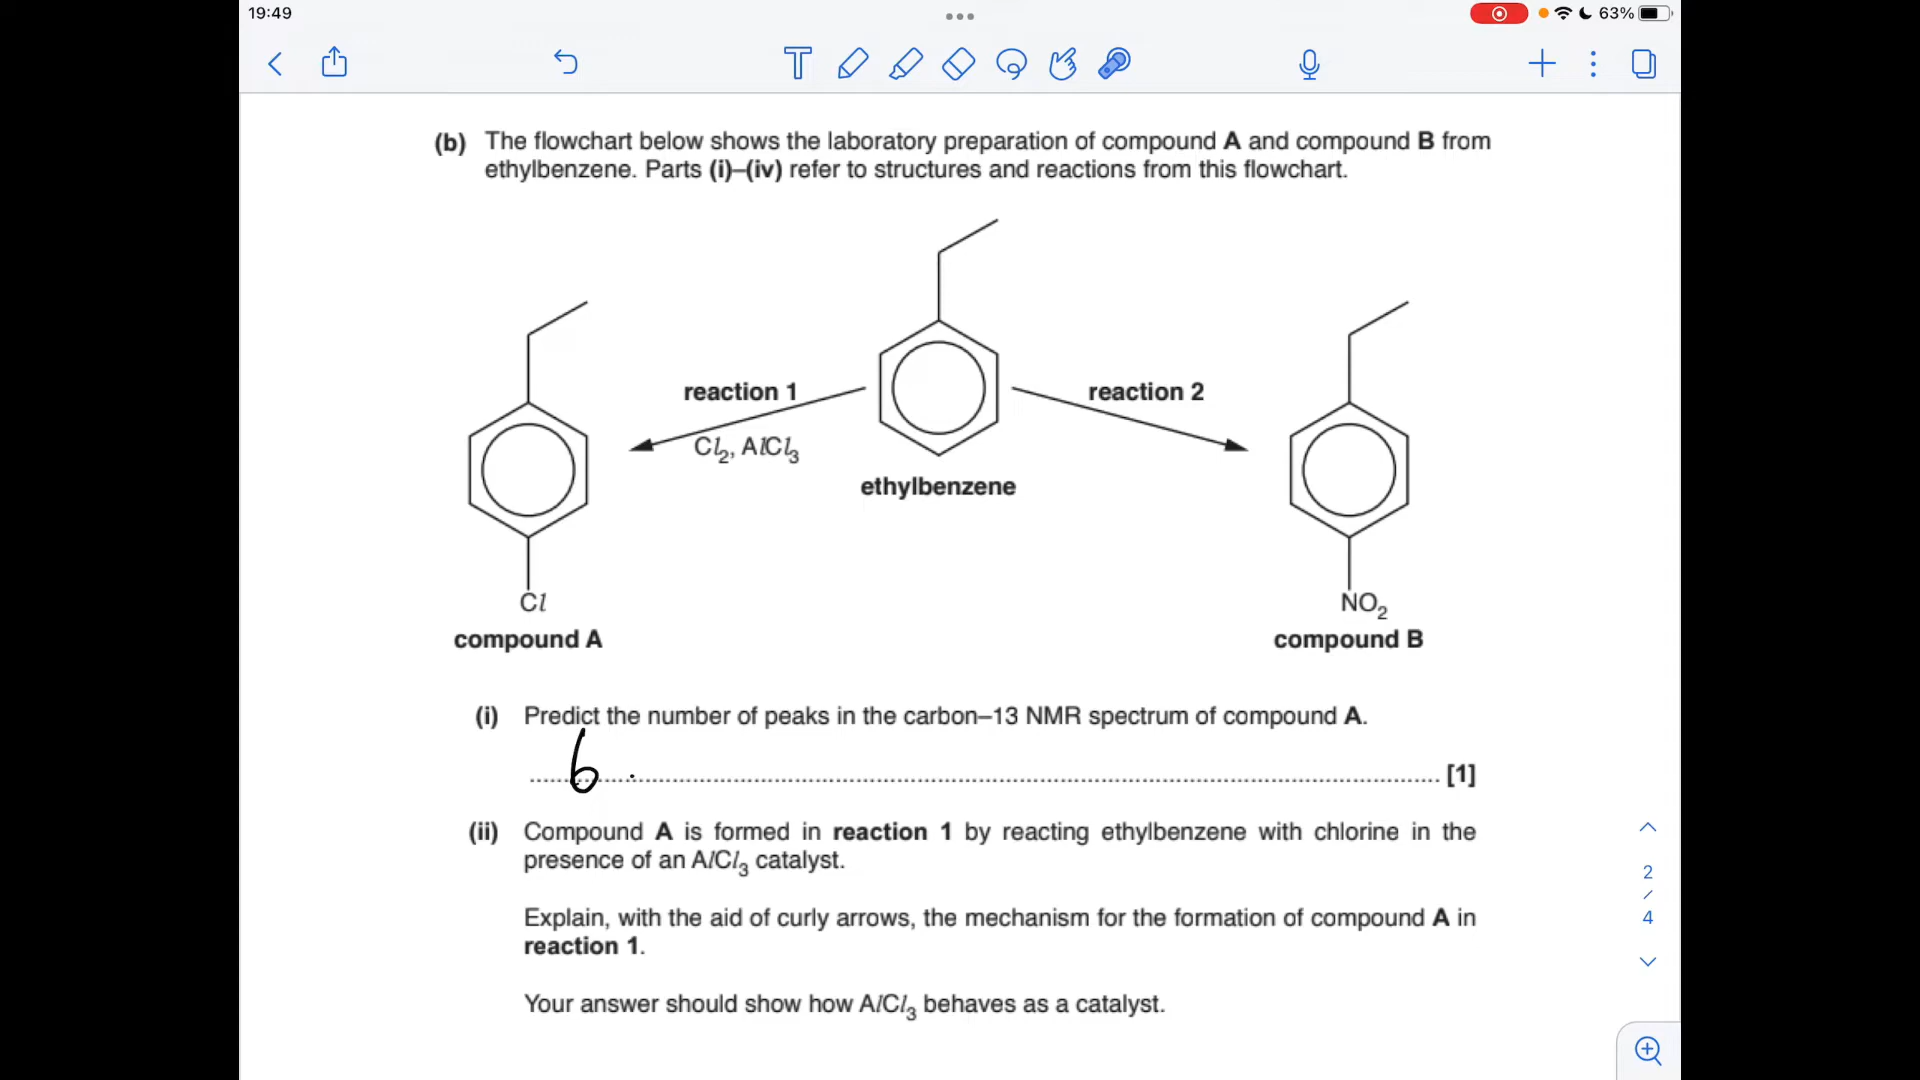 19:49
63%
(b) The flowchart below shows the laboratory preparation of compound A and compound B from
ethylbenzene. Parts (i)–(iv) refer to structures and reactions from this flowchart.
reaction 1
reaction 2
Cl2, AlCl3
ethylbenzene
Cl
NO2
compound A
compound B
(i) Predict the number of peaks in the carbon–13 NMR spectrum of compound A.
6
[1]
(ii) Compound A is formed in reaction 1 by reacting ethylbenzene with chlorine in the
presence of an AlCl3 catalyst.
Explain, with the aid of curly arrows, the mechanism for the formation of compound A in
reaction 1.
Your answer should show how AlCl3 behaves as a catalyst.
2
/
4